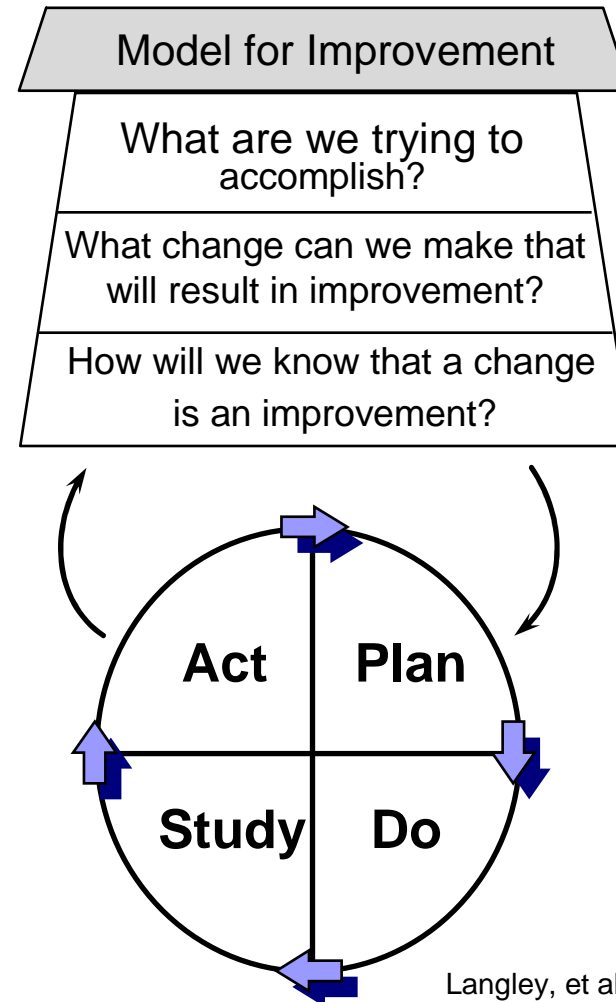 Model for Improvement
What are we trying to
accomplish?
What change can we make that
will result in improvement?
How will we know that a change
is an improvement?
Act Plan
Study Do
Langley, et al